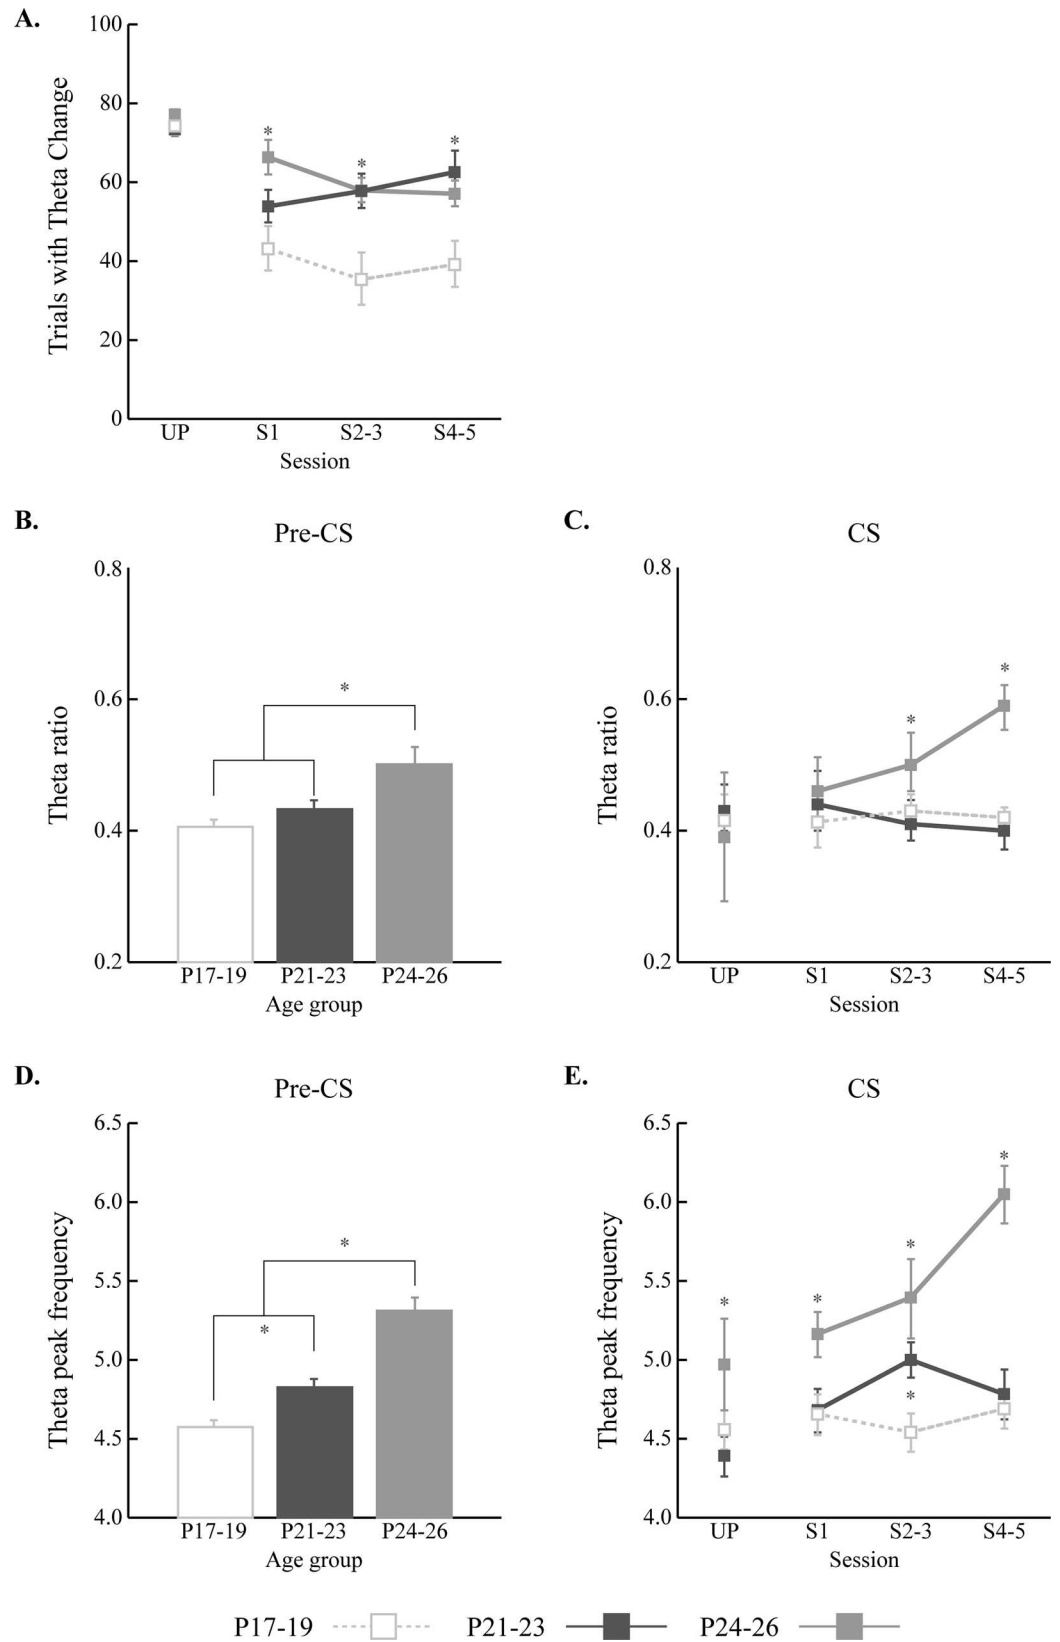 A.
100
80
60
40
20
0
Trials with Theta Change
* * *
UP S1 S2-3 S4-5
Session
B.
Pre-CS
0.8
0.6
0.4
0.2
Theta ratio
*
P17-19 P21-23 P24-26
Age group
C.
CS
0.8
0.6
0.4
0.2
Theta ratio
* *
UP S1 S2-3 S4-5
Session
D.
Pre-CS
6.5
6.0
5.5
5.0
4.5
4.0
Theta peak frequency
*
*
P17-19 P21-23 P24-26
Age group
E.
CS
6.5
6.0
5.5
5.0
4.5
4.0
Theta peak frequency
* * * *
*
UP S1 S2-3 S4-5
Session
P17-19 P21-23 P24-26